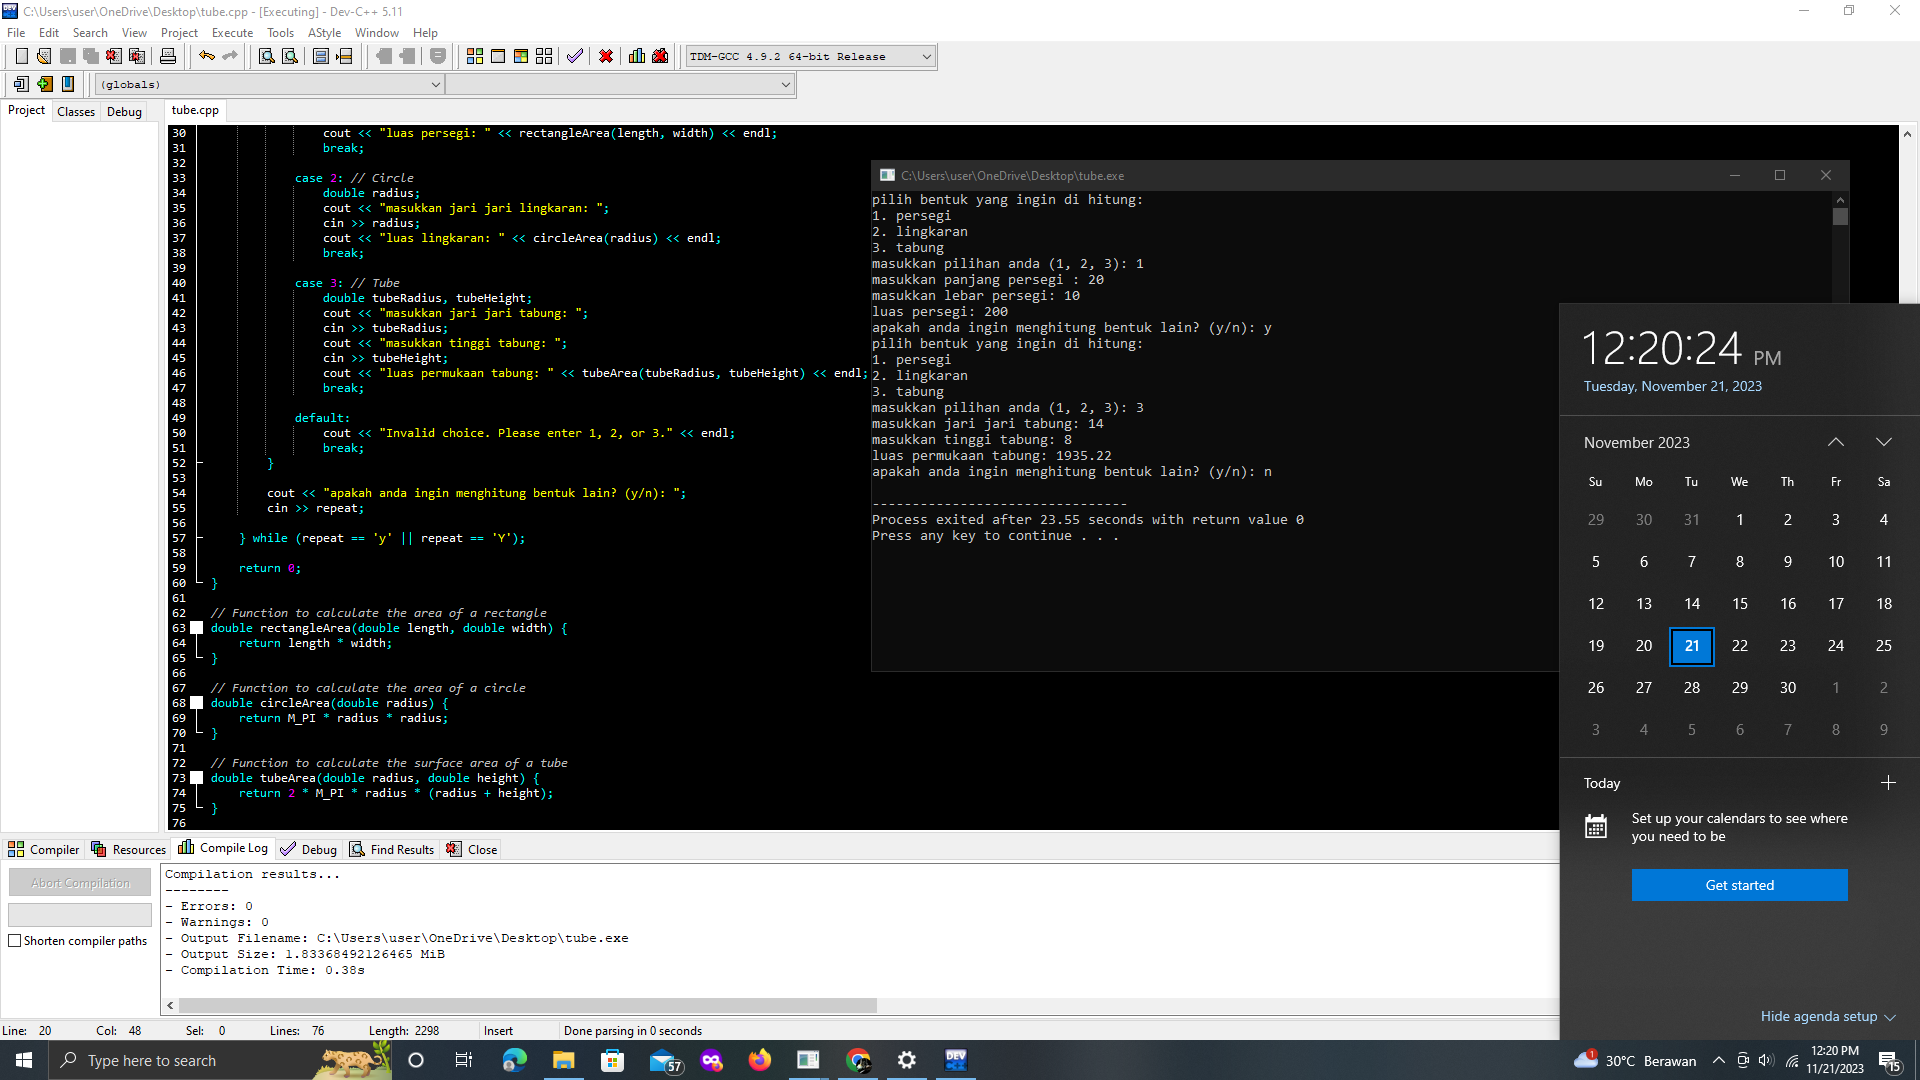 C:\Users\user\OneDrive\Desktop\tube.cpp - [Executing] - Dev-C++ 5.11
File Edit Search View Project Execute Tools AStyle Window Help
TDM-GCC 4.9.2 64-bit Release
(globals)
Project Classes Debug
tube.cpp
30 cout << "luas persegi: " << rectangleArea(length, width) << endl;
31 break;
32
33 case 2: // Circle
34 double radius;
35 cout << "masukkan jari jari lingkaran: ";
36 cin >> radius;
37 cout << "luas lingkaran: " << circleArea(radius) << endl;
38 break;
39
40 case 3: // Tube
41 double tubeRadius, tubeHeight;
42 cout << "masukkan jari jari tabung: ";
43 cin >> tubeRadius;
44 cout << "masukkan tinggi tabung: ";
45 cin >> tubeHeight;
46 cout << "luas permukaan tabung: " << tubeArea(tubeRadius, tubeHeight) << endl;
47 break;
48
49 default:
50 cout << "Invalid choice. Please enter 1, 2, or 3." << endl;
51 break;
52 }
53
54 cout << "apakah anda ingin menghitung bentuk lain? (y/n): ";
55 cin >> repeat;
56
57 } while (repeat == 'y' || repeat == 'Y');
58
59 return 0;
60 }
61
62 // Function to calculate the area of a rectangle
63 double rectangleArea(double length, double width) {
64 return length * width;
65 }
66
67 // Function to calculate the area of a circle
68 double circleArea(double radius) {
69 return M_PI * radius * radius;
70 }
71
72 // Function to calculate the surface area of a tube
73 double tubeArea(double radius, double height) {
74 return 2 * M_PI * radius * (radius + height);
75 }
76
C:\Users\user\OneDrive\Desktop\tube.exe
pilih bentuk yang ingin di hitung:
1. persegi
2. lingkaran
3. tabung
masukkan pilihan anda (1, 2, 3): 1
masukkan panjang persegi : 20
masukkan lebar persegi: 10
luas persegi: 200
apakah anda ingin menghitung bentuk lain? (y/n): y
pilih bentuk yang ingin di hitung:
1. persegi
2. lingkaran
3. tabung
masukkan pilihan anda (1, 2, 3): 3
masukkan jari jari tabung: 14
masukkan tinggi tabung: 8
luas permukaan tabung: 1935.22
apakah anda ingin menghitung bentuk lain? (y/n): n
--------------------------------
Process exited after 23.55 seconds with return value 0
Press any key to continue . . .
12:20:24 PM
Tuesday, November 21, 2023
November 2023
Su Mo Tu We Th Fr Sa
29 30 31 1 2 3 4
5 6 7 8 9 10 11
12 13 14 15 16 17 18
19 20 21 22 23 24 25
26 27 28 29 30 1 2
3 4 5 6 7 8 9
Today
Set up your calendars to see where
you need to be
Get started
Hide agenda setup
Compiler Resources Compile Log Debug Find Results Close
Abort Compilation
Shorten compiler paths
Compilation results...
--------
- Errors: 0
- Warnings: 0
- Output Filename: C:\Users\user\OneDrive\Desktop\tube.exe
- Output Size: 1.83368492126465 MiB
- Compilation Time: 0.38s
Line: 20 Col: 48 Sel: 0 Lines: 76 Length: 2298 Insert Done parsing in 0 seconds
Type here to search
57
DEV
1
30°C Berawan
12:20 PM
11/21/2023
15